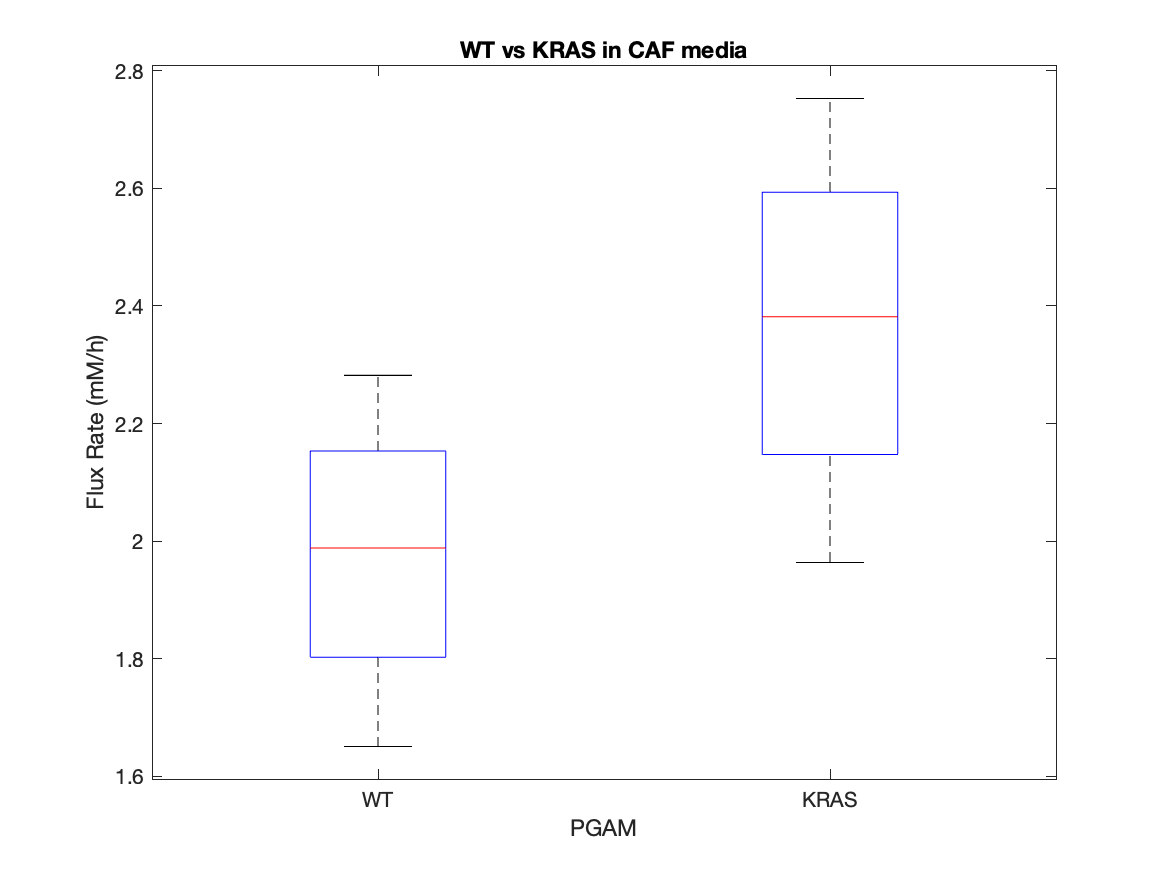 WT vs KRAS in CAF media
2.8
2.6
2.4
2.2
2
1.8
1.6
Flux Rate (mM/h)
WT KRAS
PGAM